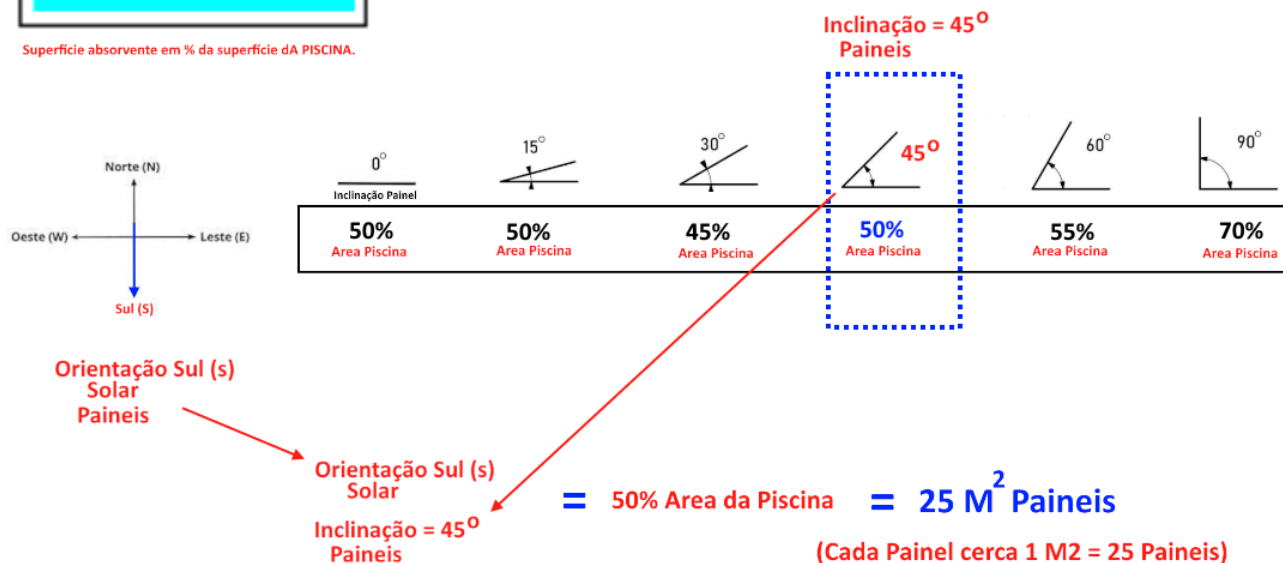 Superfície absorvente em % da superfície dA PISCINA.
Inclinação = 45º
Paineis
0°
15°
30°
45º
60°
90°
Inclinação Painel
50%
50%
45%
50%
55%
70%
Area Piscina
Area Piscina
Area Piscina
Area Piscina
Area Piscina
Area Piscina
Norte (N)
Oeste (W)
Leste (E)
Sul (S)
Orientação Sul (s)
Solar
Paineis
Orientação Sul (s)
Solar
Inclinação = 45º
Paineis
= 50% Area da Piscina = 25 M² Paineis
(Cada Painel cerca 1 M2 = 25 Paineis)